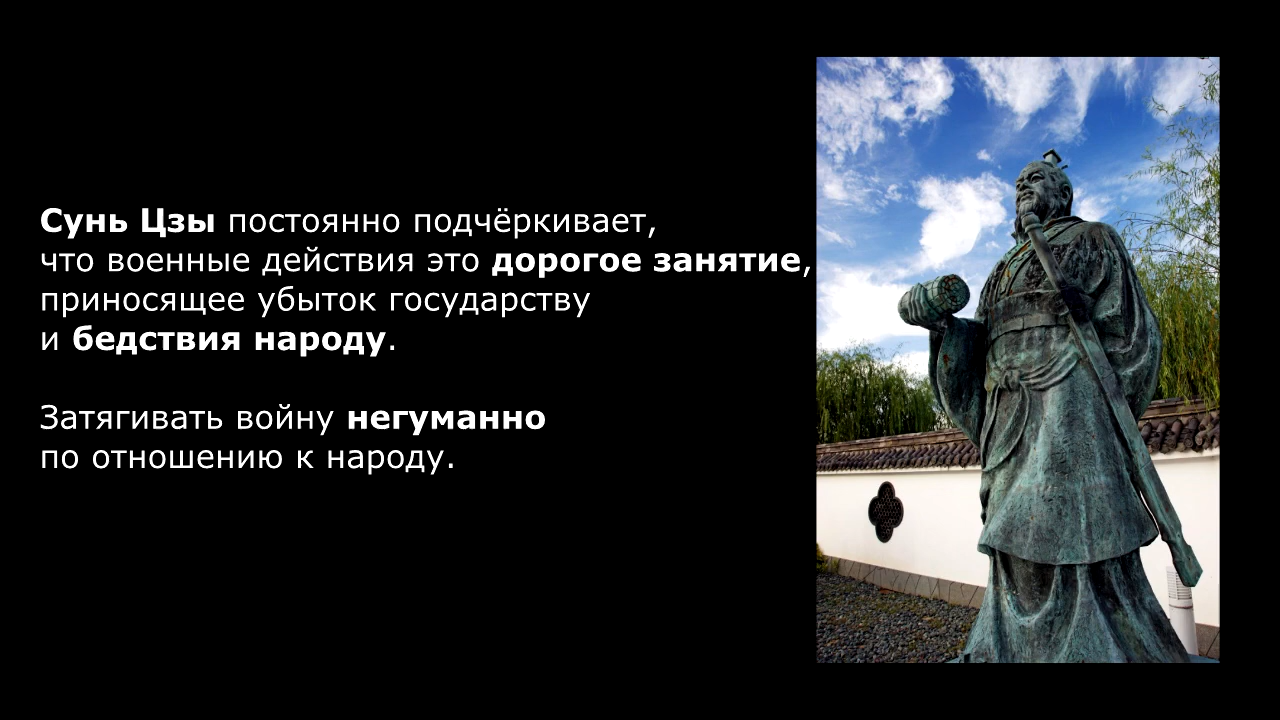 Сунь Цзы постоянно подчёркивает,
что военные действия это дорогое занятие,
приносящее убыток государству
и бедствия народу.
Затягивать войну негуманно
по отношению к народу.